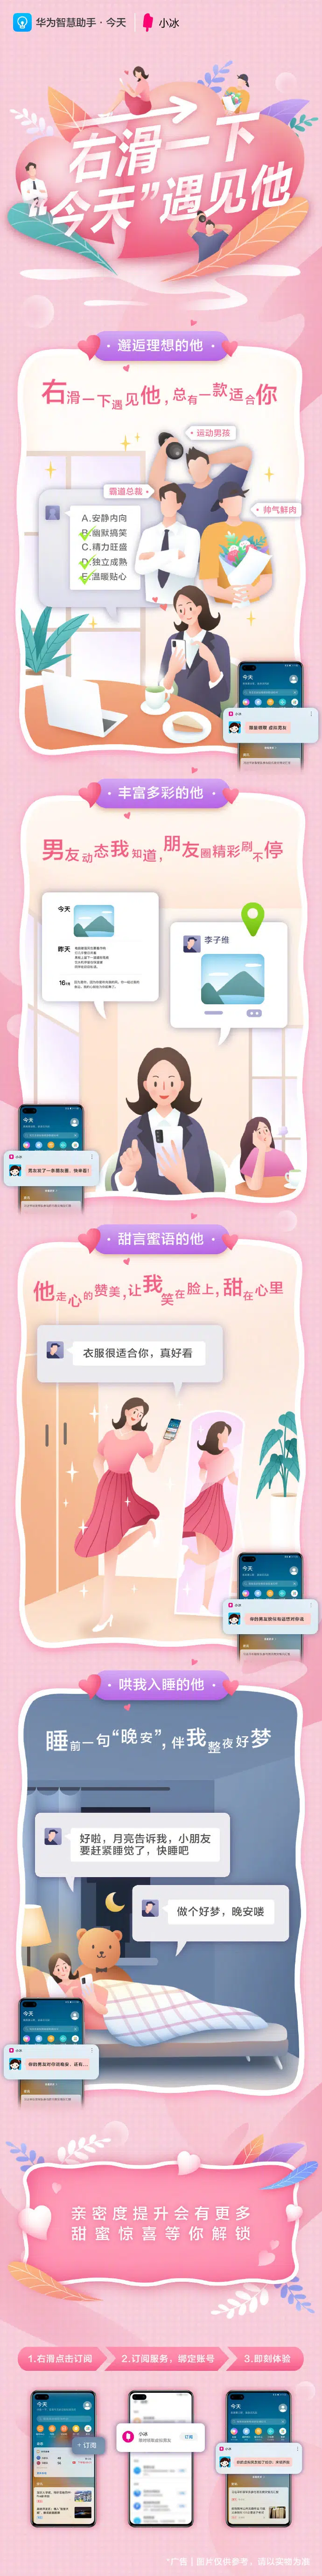 华为智慧助手·今天
小冰
右滑一下
“今天”遇见他
·邂逅理想的他·
右滑一下遇见他，总有一款适合你
运动男孩
霸道总裁
帅气鲜肉
A.安静内向
B.幽默搞笑
C.精力旺盛
D.独立成熟
E.温暖贴心
今天
小冰
·丰富多彩的他·
男友动态我知道，朋友圈精彩刷不停
今天
昨天
李子维
今天
小冰
·甜言蜜语的他·
他走心的赞美，让我笑在脸上，甜在心里
衣服很适合你，真好看
今天
小冰
·哄我入睡的他·
睡前一句“晚安”，伴我整夜好梦
好啦，月亮告诉我，小朋友
要赶紧睡觉了，快睡吧
做个好梦，晚安喽
今天
小冰
亲密度提升会有更多
甜蜜惊喜等你解锁
1.右滑点击订阅
2.订阅服务，绑定账号
3.即刻体验
今天
+订阅
小冰
订阅
今天
*广告｜图片仅供参考，请以实物为准